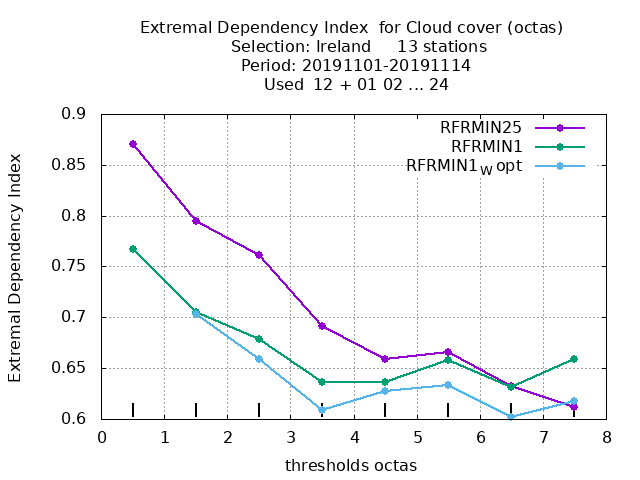 Extremal Dependency Index  for Cloud cover (octas)
Selection: Ireland     13 stations
Period: 20191101-20191114
Used  12 + 01 02 ... 24
RFRMIN25
RFRMIN1
RFRMIN1W opt
Extremal Dependency Index
0.9
0.85
0.8
0.75
0.7
0.65
0.6
0 1 2 3 4 5 6 7 8
thresholds octas